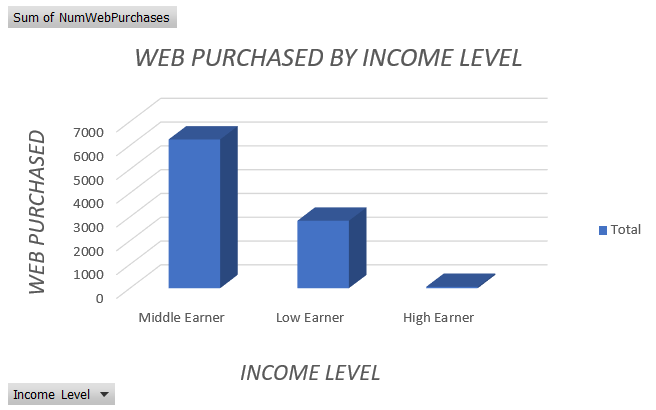 Sum of NumWebPurchases
WEB PURCHASED BY INCOME LEVEL
WEB PURCHASED
7000
6000
5000
4000
3000
2000
1000
0
Middle Earner
Low Earner
High Earner
Total
INCOME LEVEL
Income Level